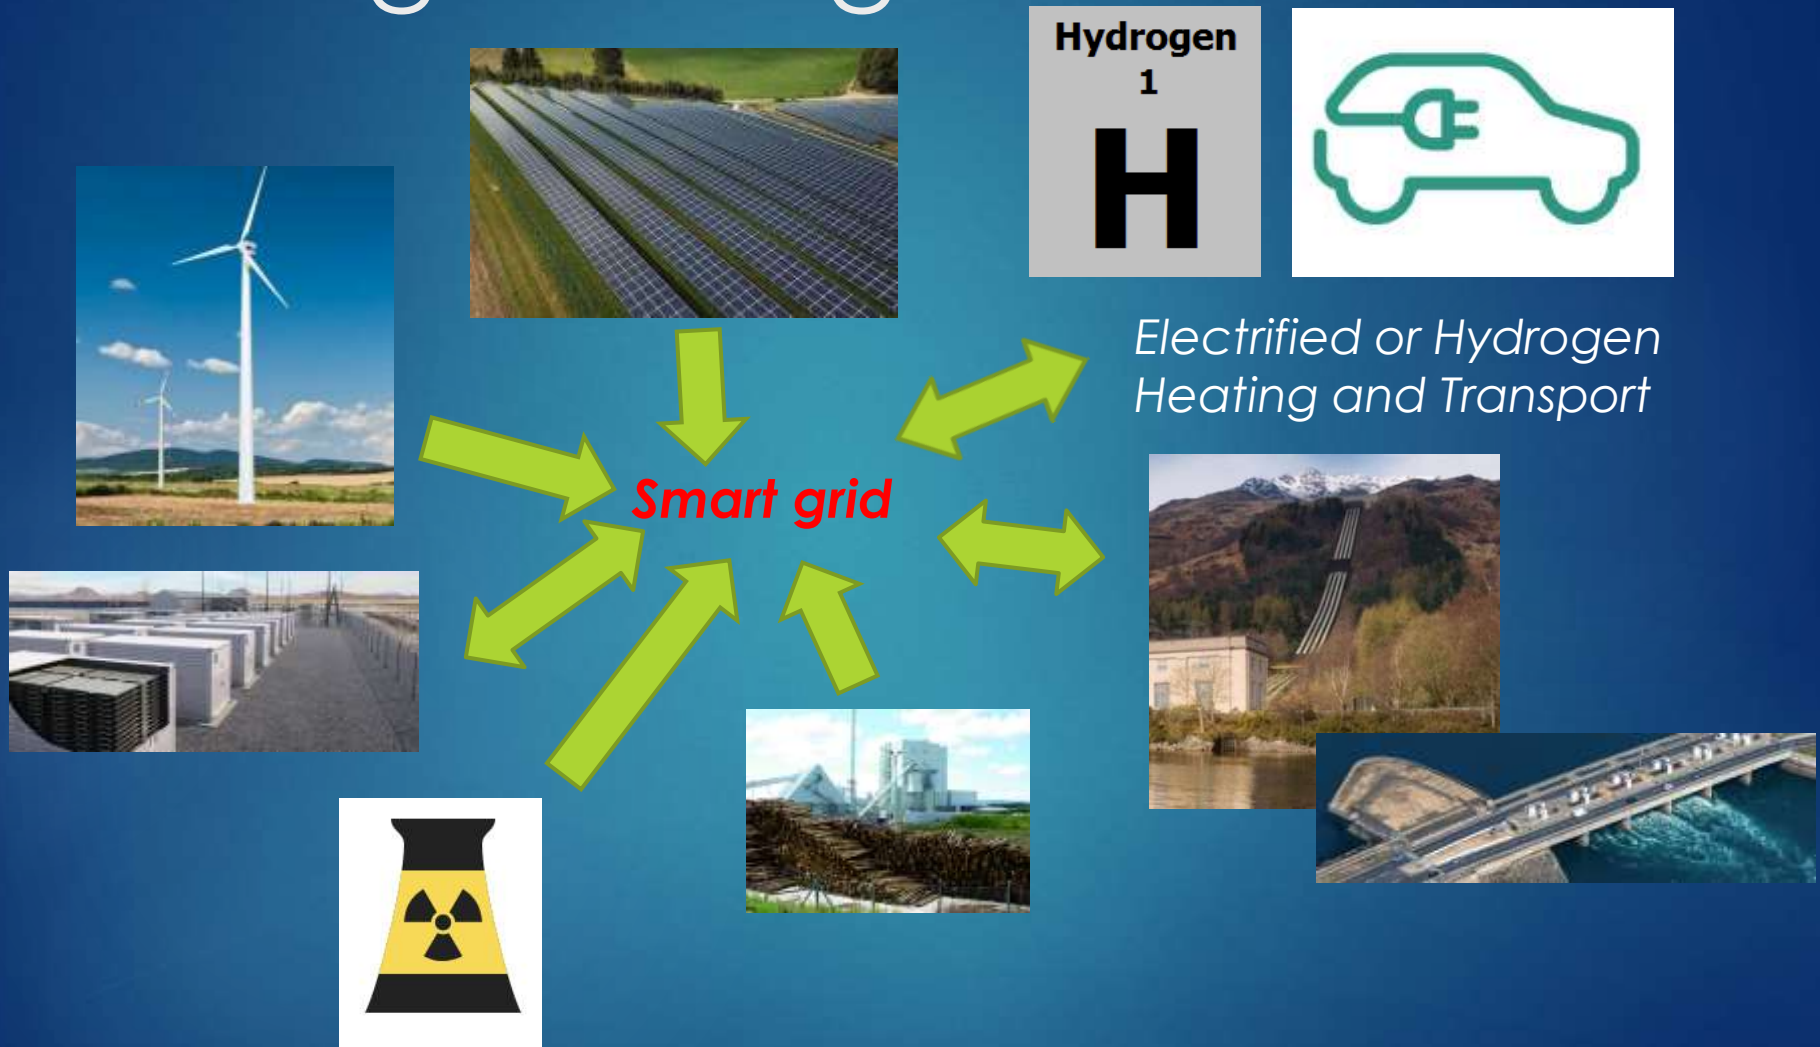 Hydrogen
1
H
Electrified or Hydrogen
Heating and Transport
Smart grid